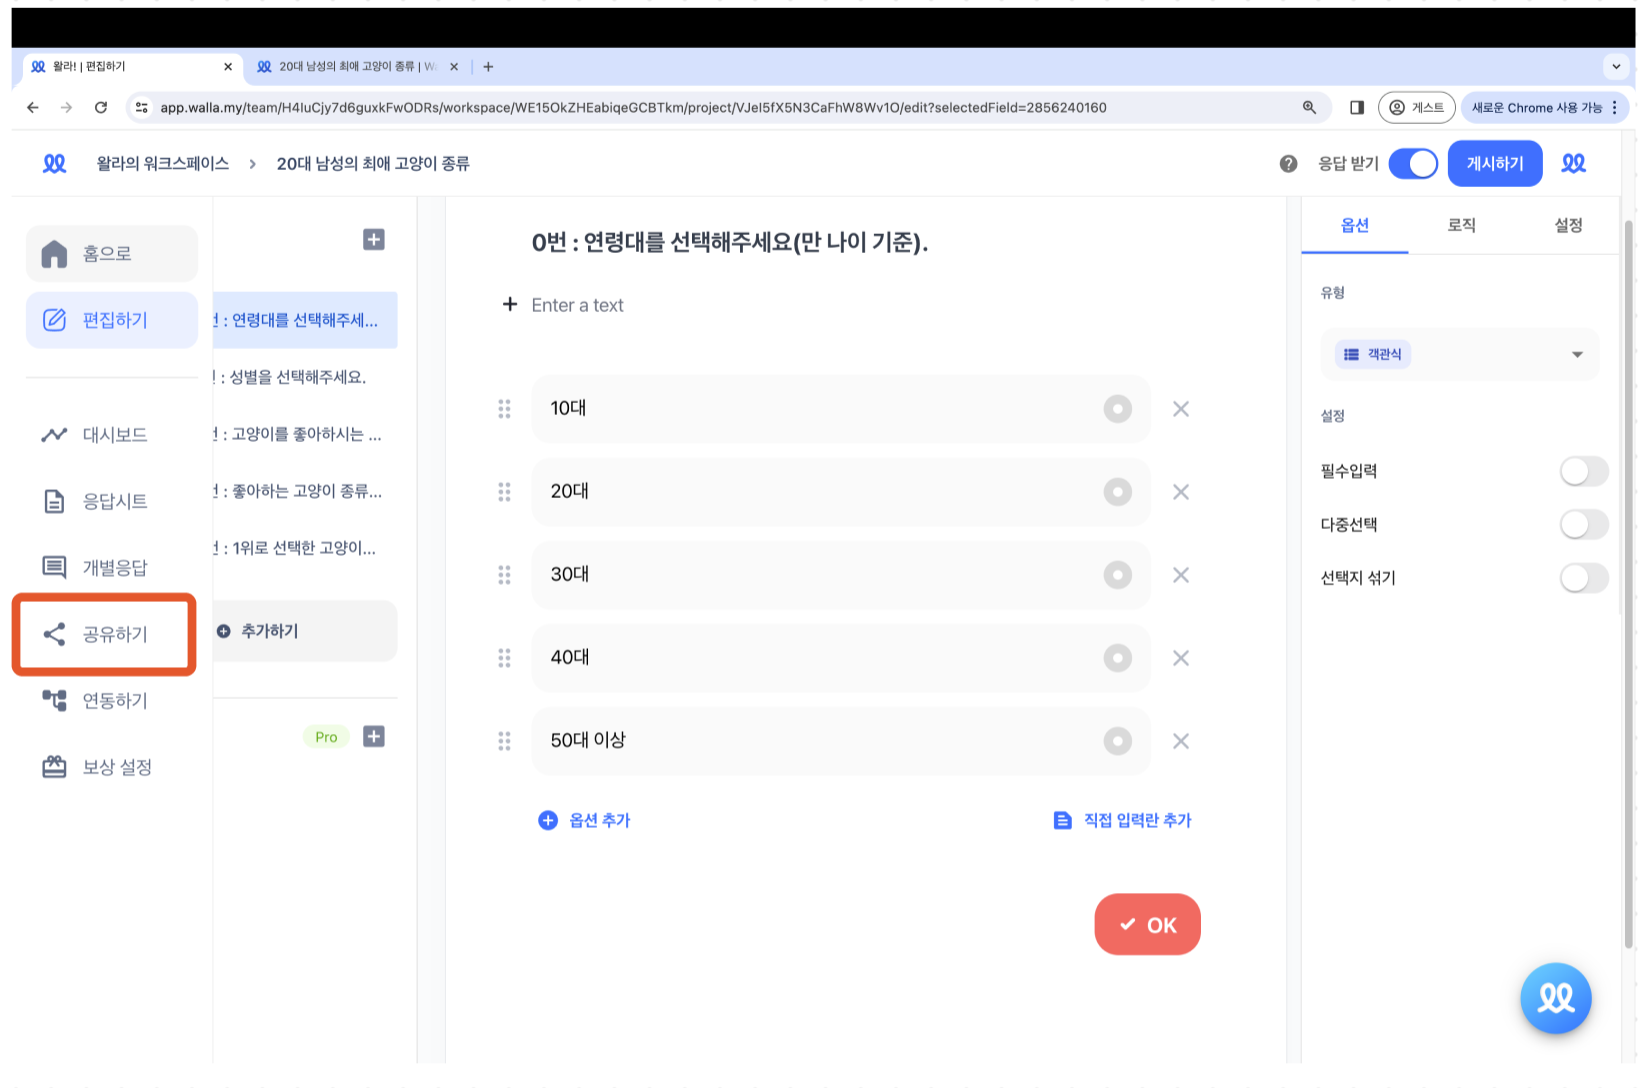 왈라! | 편집하기
20대 남성의 최애 고양이 종류 | W
app.walla.my/team/H4IuCjy7d6guxkFwODRs/workspace/WE15OkZHEabiqeGCBTkm/project/VJeI5fX5N3CaFhW8Wv1O/edit?selectedField=2856240160
게스트
새로운 Chrome 사용 가능
왈라의 워크스페이스 > 20대 남성의 최애 고양이 종류
응답 받기
게시하기
홈으로
편집하기
대시보드
응답시트
개별응답
공유하기
연동하기
보상 설정
: 연령대를 선택해주세...
: 성별을 선택해주세요.
: 고양이를 좋아하시는 ...
: 좋아하는 고양이 종류...
: 1위로 선택한 고양이...
추가하기
Pro
0번 : 연령대를 선택해주세요(만 나이 기준).
Enter a text
10대
20대
30대
40대
50대 이상
옵션 추가
직접 입력란 추가
OK
옵션
로직
설정
유형
객관식
설정
필수입력
다중선택
선택지 섞기